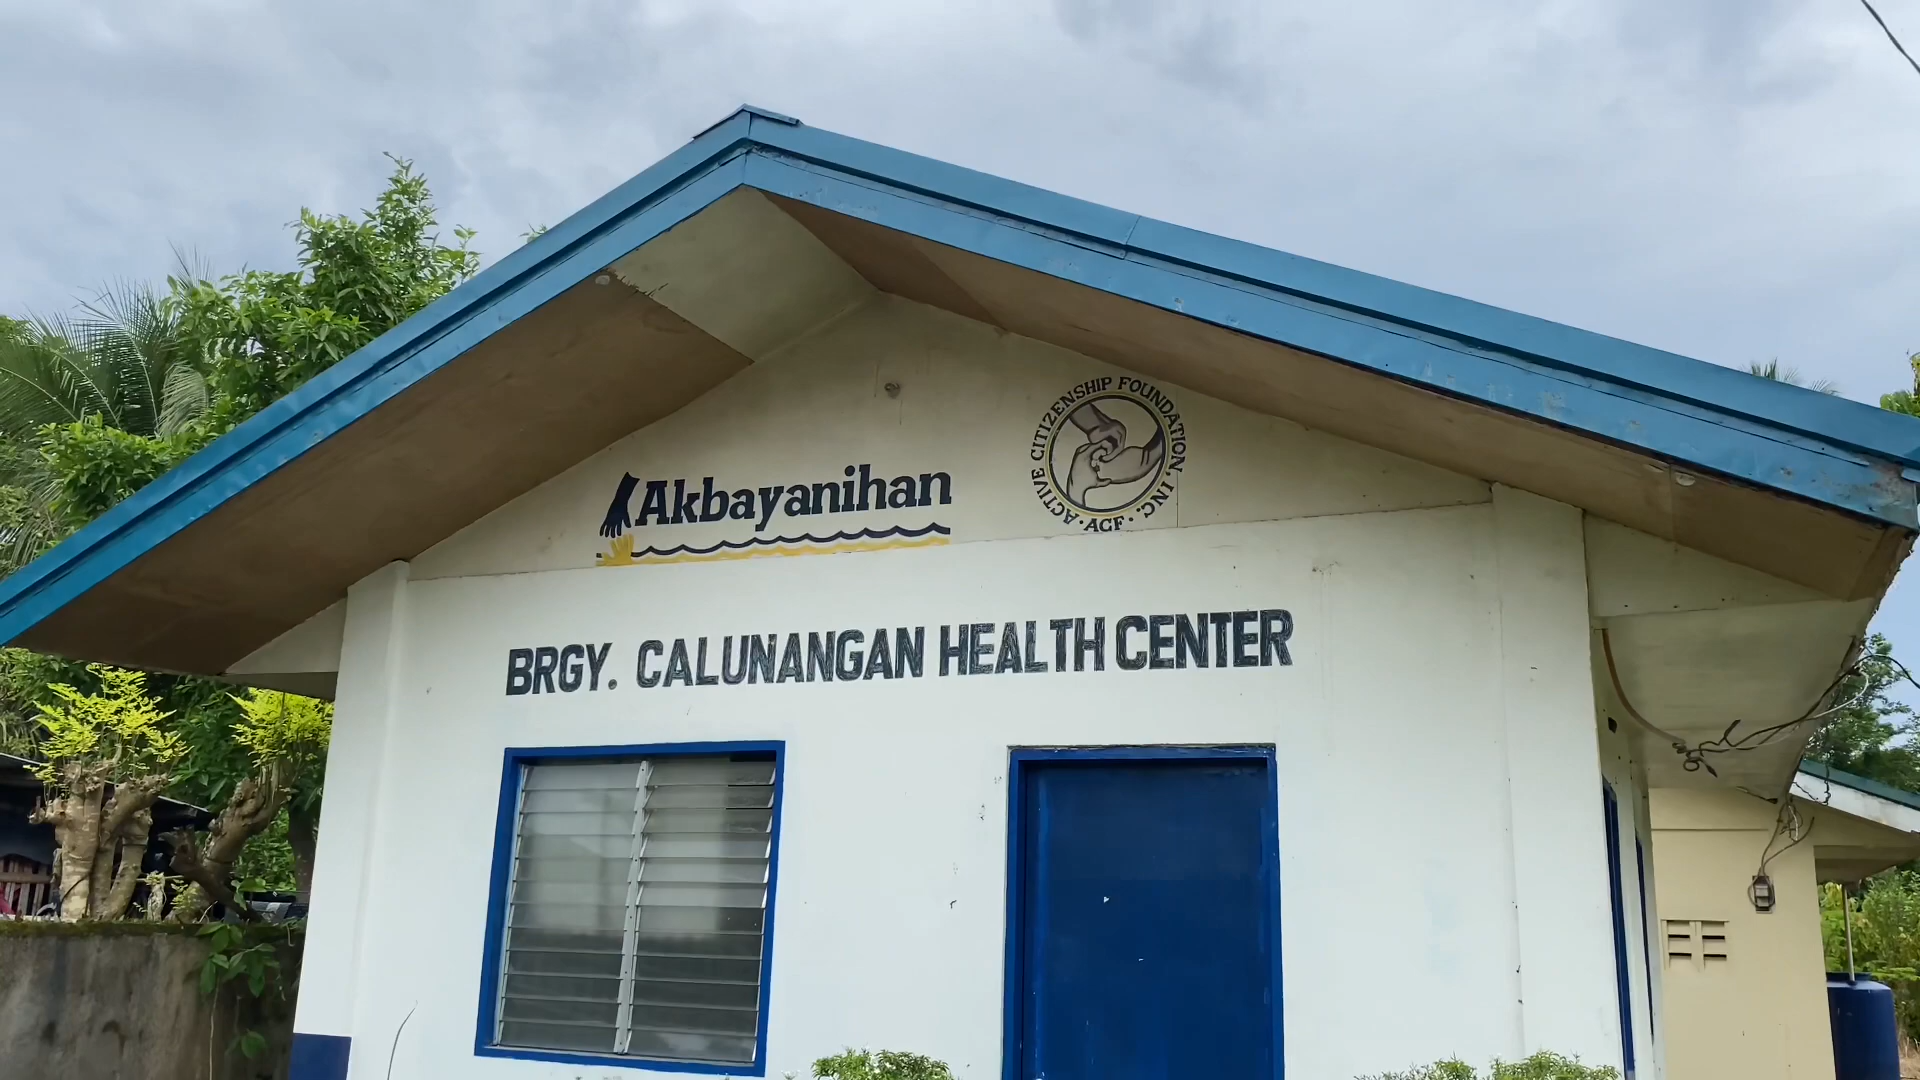 Akbayanihan
ACTIVE CITIZENSHIP FOUNDATION, INC.
· ACF ·
BRGY. CALUNANGAN HEALTH CENTER